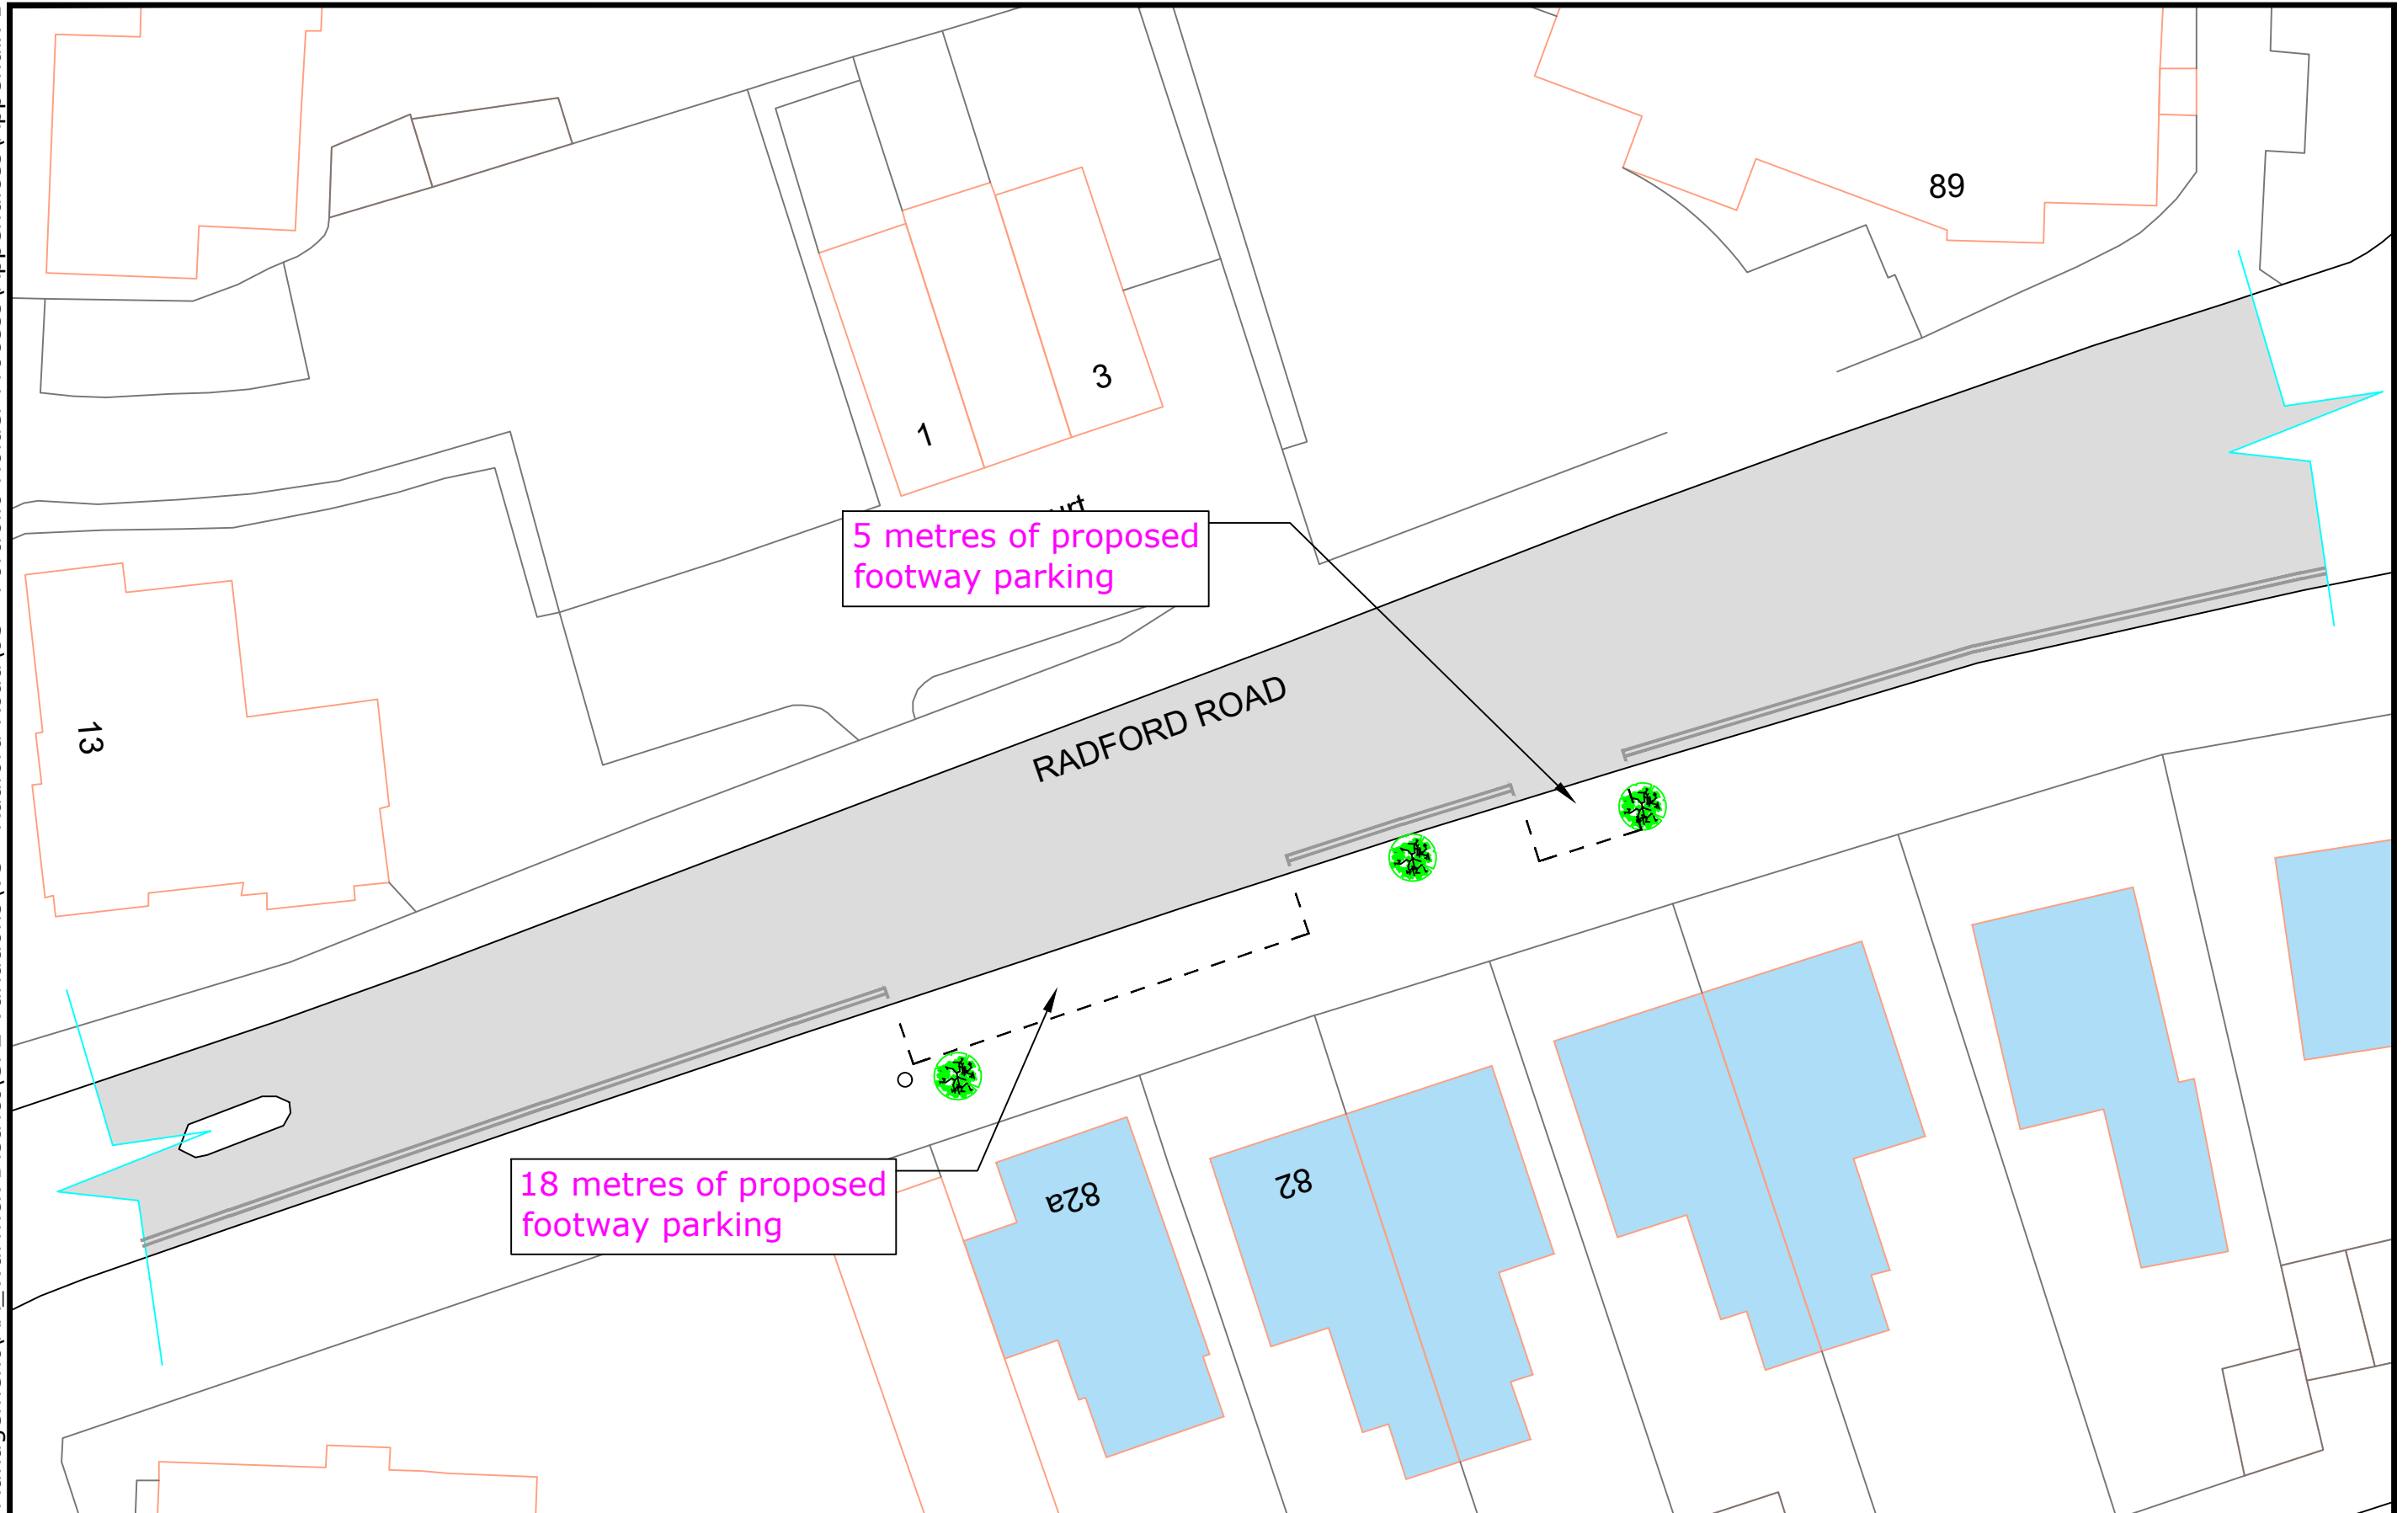 89
3
1
5 metres of proposed
footway parking
RADFORD ROAD
13
18 metres of proposed
footway parking
82a
82